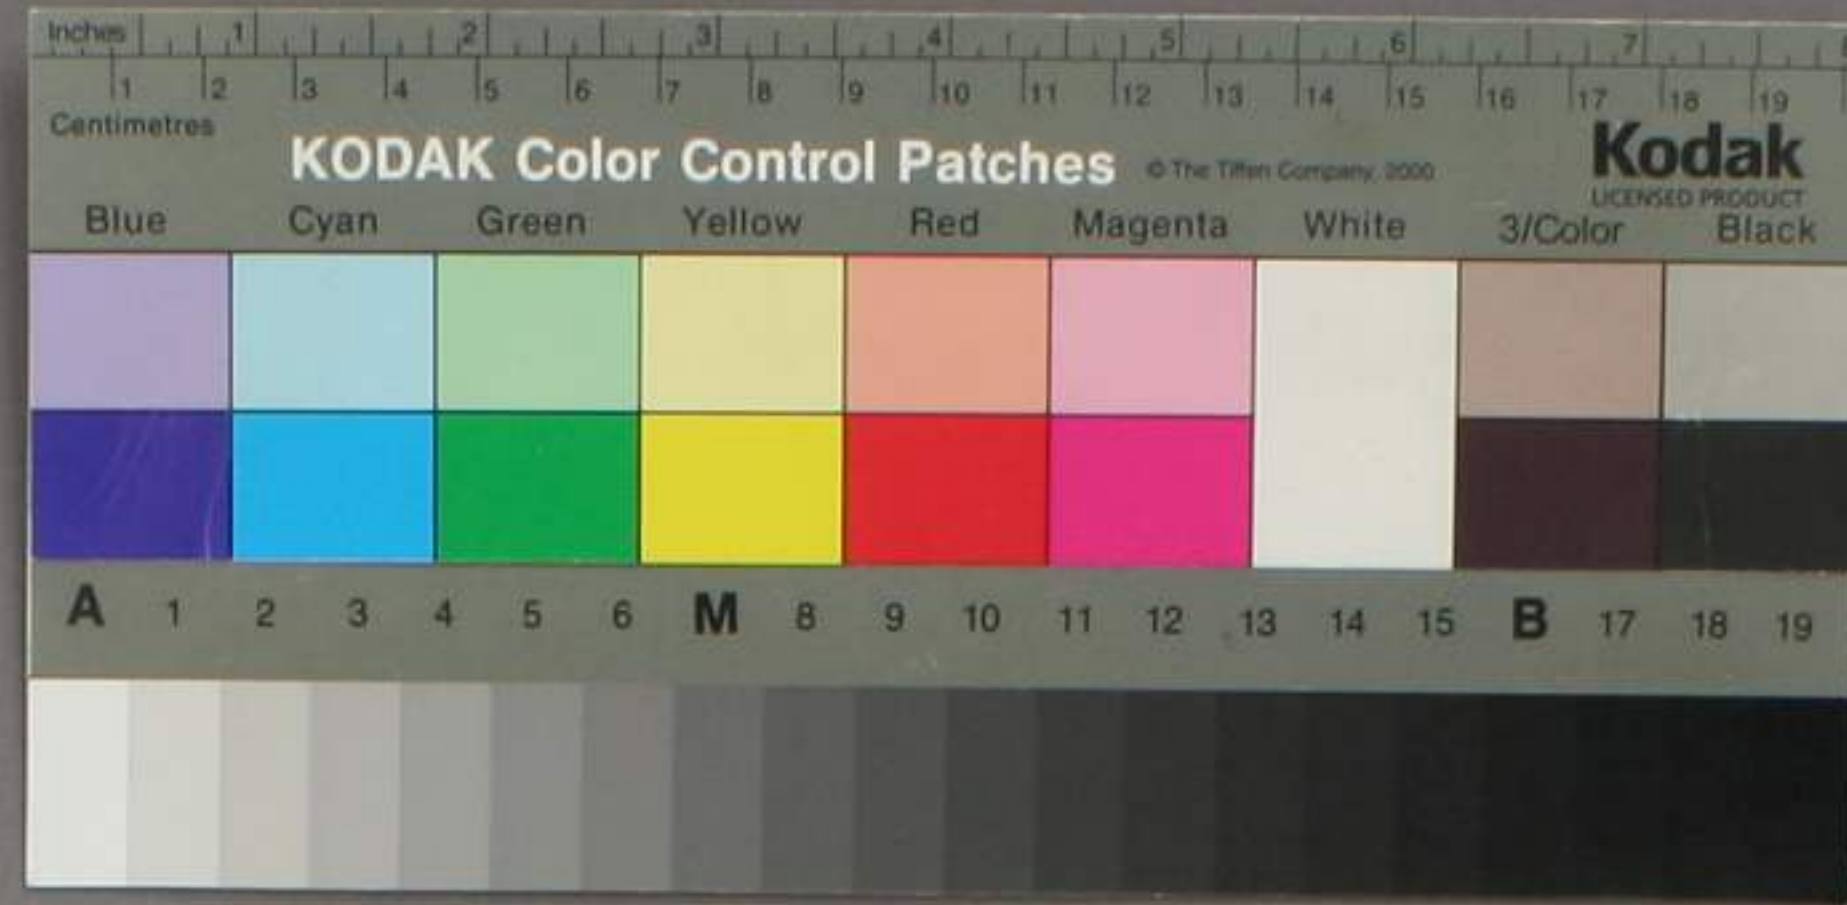 Inches 1 2 3 4 5 6 7
1 2 3 4 5 6 7 8 9 10 11 12 13 14 15 16 17 18 19
Centimetres
KODAK Color Control Patches © The Tiffen Company, 2000 Kodak
LICENSED PRODUCT
Blue Cyan Green Yellow Red Magenta White 3/Color Black
A 1 2 3 4 5 6 M 8 9 10 11 12 13 14 15 B 17 18 19